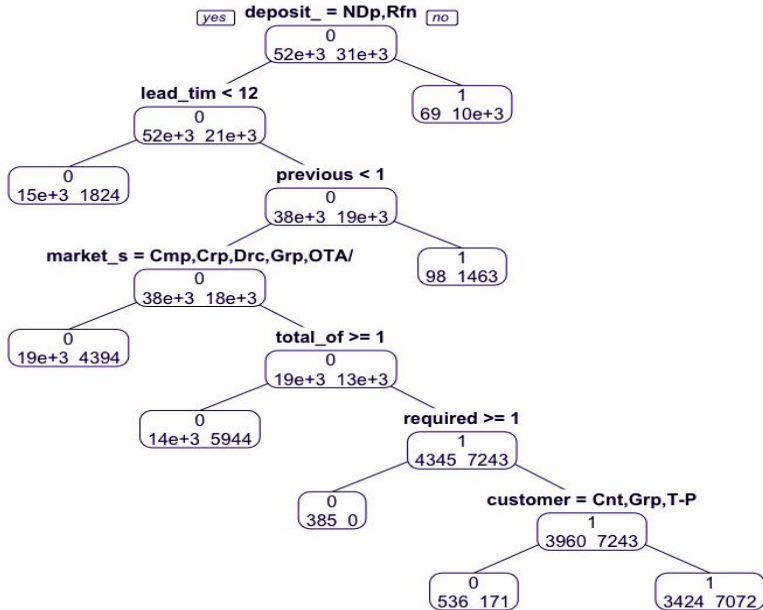 yes deposit_ = NDp,Rfn no
0
52e+3 31e+3
lead_tim < 12
0
52e+3 21e+3
1
69 10e+3
0
15e+3 1824
previous < 1
0
38e+3 19e+3
market_s = Cmp,Crp,Drc,Grp,OTA/
0
38e+3 18e+3
1
98 1463
0
19e+3 4394
total_of >= 1
0
19e+3 13e+3
0
14e+3 5944
required >= 1
1
4345 7243
0
385 0
customer = Cnt,Grp,T-P
1
3960 7243
0
536 171
1
3424 7072